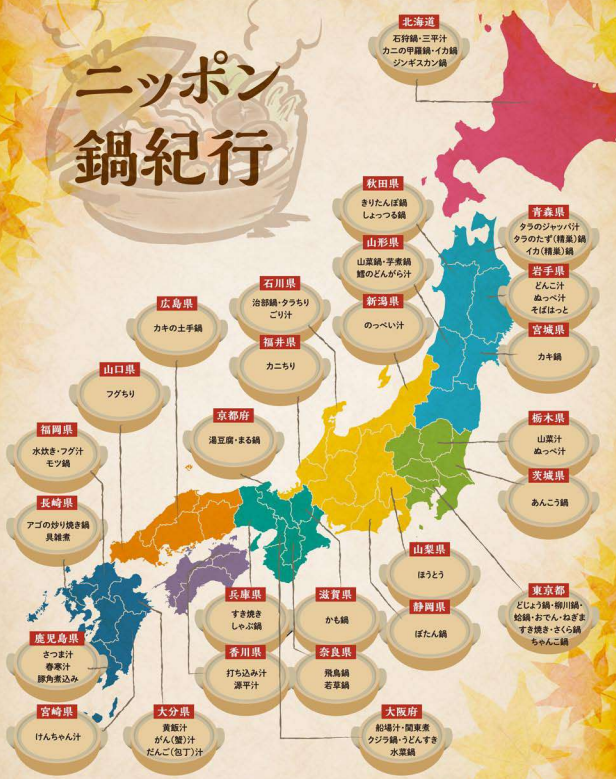 ニッポン
鍋紀行
北海道
石狩鍋・三平汁
カニの甲羅鍋・イカ鍋
ジンギスカン鍋
秋田県
きりたんぽ鍋
しょっつる鍋
青森県
タラのジャッパ汁
タラのたず(精巣)鍋
イカ(精巣)鍋
山形県
山菜鍋・芋煮鍋
鱈のどんがら汁
岩手県
どんこ汁
ぬっぺ汁
そばはっと
石川県
治部鍋・タラちり
ごり汁
新潟県
のっぺい汁
広島県
カキの土手鍋
宮城県
カキ鍋
福井県
カニちり
山口県
フグちり
京都府
湯豆腐・まる鍋
栃木県
山菜汁
ぬっぺ汁
福岡県
水炊き・フグ汁
モツ鍋
茨城県
あんこう鍋
長崎県
アゴの炒り焼き鍋
具雑煮
山梨県
ほうとう
兵庫県
すき焼き
しゃぶ鍋
滋賀県
かも鍋
静岡県
ぼたん鍋
東京都
どじょう鍋・柳川鍋・
蛤鍋・おでん・ねぎま
すき焼き・さくら鍋
ちゃんこ鍋
鹿児島県
さつま汁
春寒汁
豚角煮込み
香川県
打ち込み汁
源平汁
奈良県
飛鳥鍋
若草鍋
宮崎県
けんちゃん汁
大分県
黄飯汁
がん(蟹)汁
だんご(包丁)汁
大阪府
船場汁・関東煮
クジラ鍋・うどんすき
水菜鍋